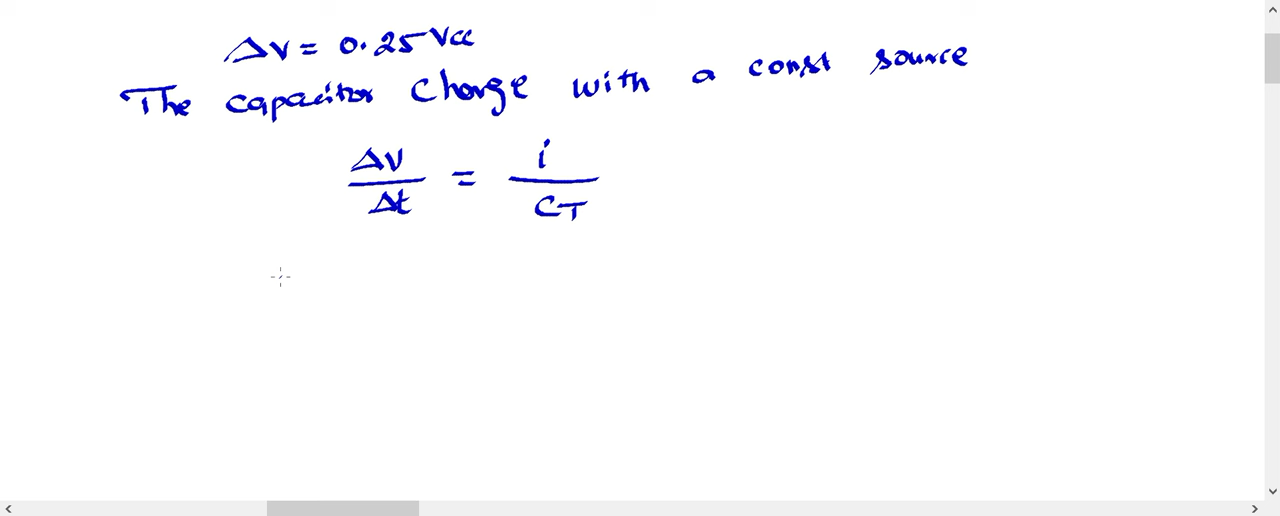 ΔV = 0.25 Vcc
The capacitor charge with a const source
ΔV/Δt = i/CT